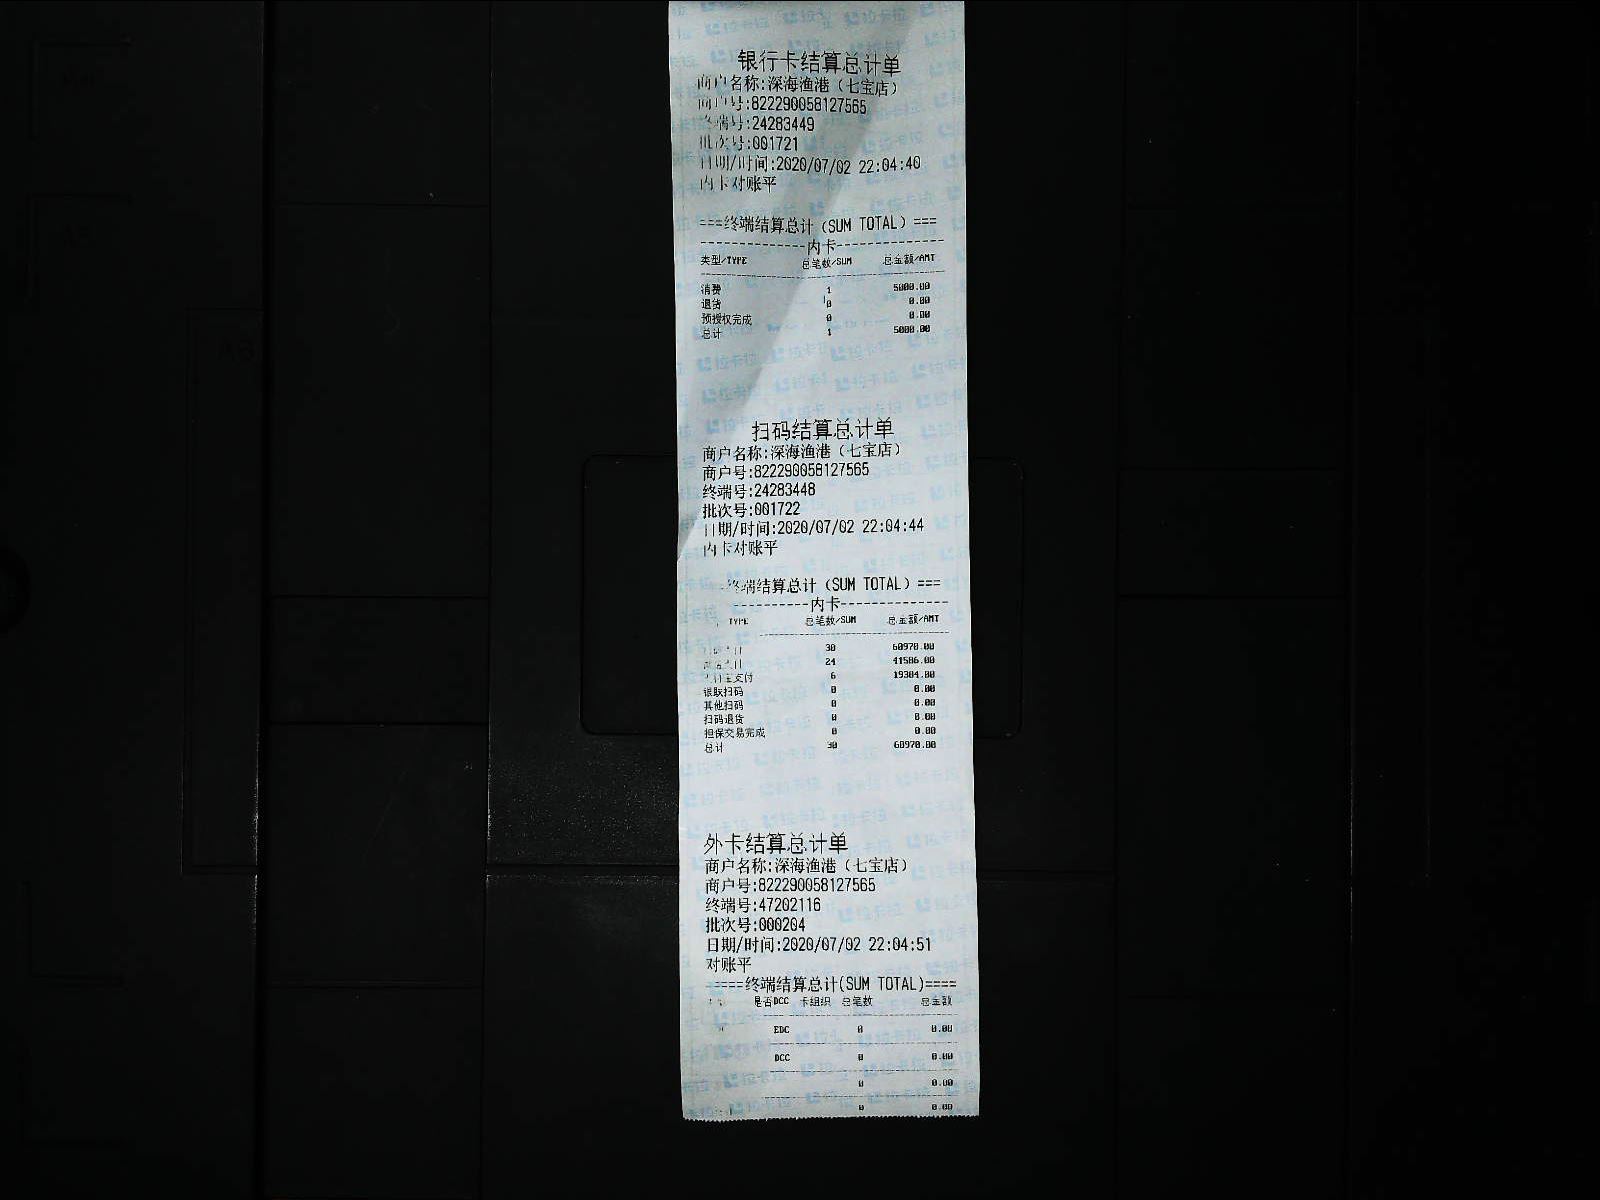 银行卡结算总计单
商户名称:深海渔港（七宝店）
商户号:822290058127565
终端号:24283449
批次号:001721
日期/时间:2020/07/02 22:04:40
内卡对账平
===终端结算总计（SUM TOTAL）===
内卡
类型/TYPE 总笔数/SUM 总金额/AMT
消费 1 5000.00
退货 0 0.00
预授权完成 0 0.00
总计 1 5000.00
扫码结算总计单
商户名称:深海渔港（七宝店）
商户号:822290058127565
终端号:24283448
批次号:001722
日期/时间:2020/07/02 22:04:44
内卡对账平
终端结算总计（SUM TOTAL）===
内卡
TYPE 总笔数/SUM 总金额/AMT
30 60970.00
24 41586.00
支付 6 19384.00
银联扫码 0 0.00
其他扫码 0 0.00
扫码退货 0 0.00
担保交易完成 0 0.00
总计 30 60970.00
外卡结算总计单
商户名称:深海渔港（七宝店）
商户号:822290058127565
终端号:47202116
批次号:000204
日期/时间:2020/07/02 22:04:51
对账平
====终端结算总计(SUM TOTAL)====
是否DCC 卡组织 总笔数 总金额
EDC 0 0.00
DCC 0 0.00
0 0.00
0 0.00